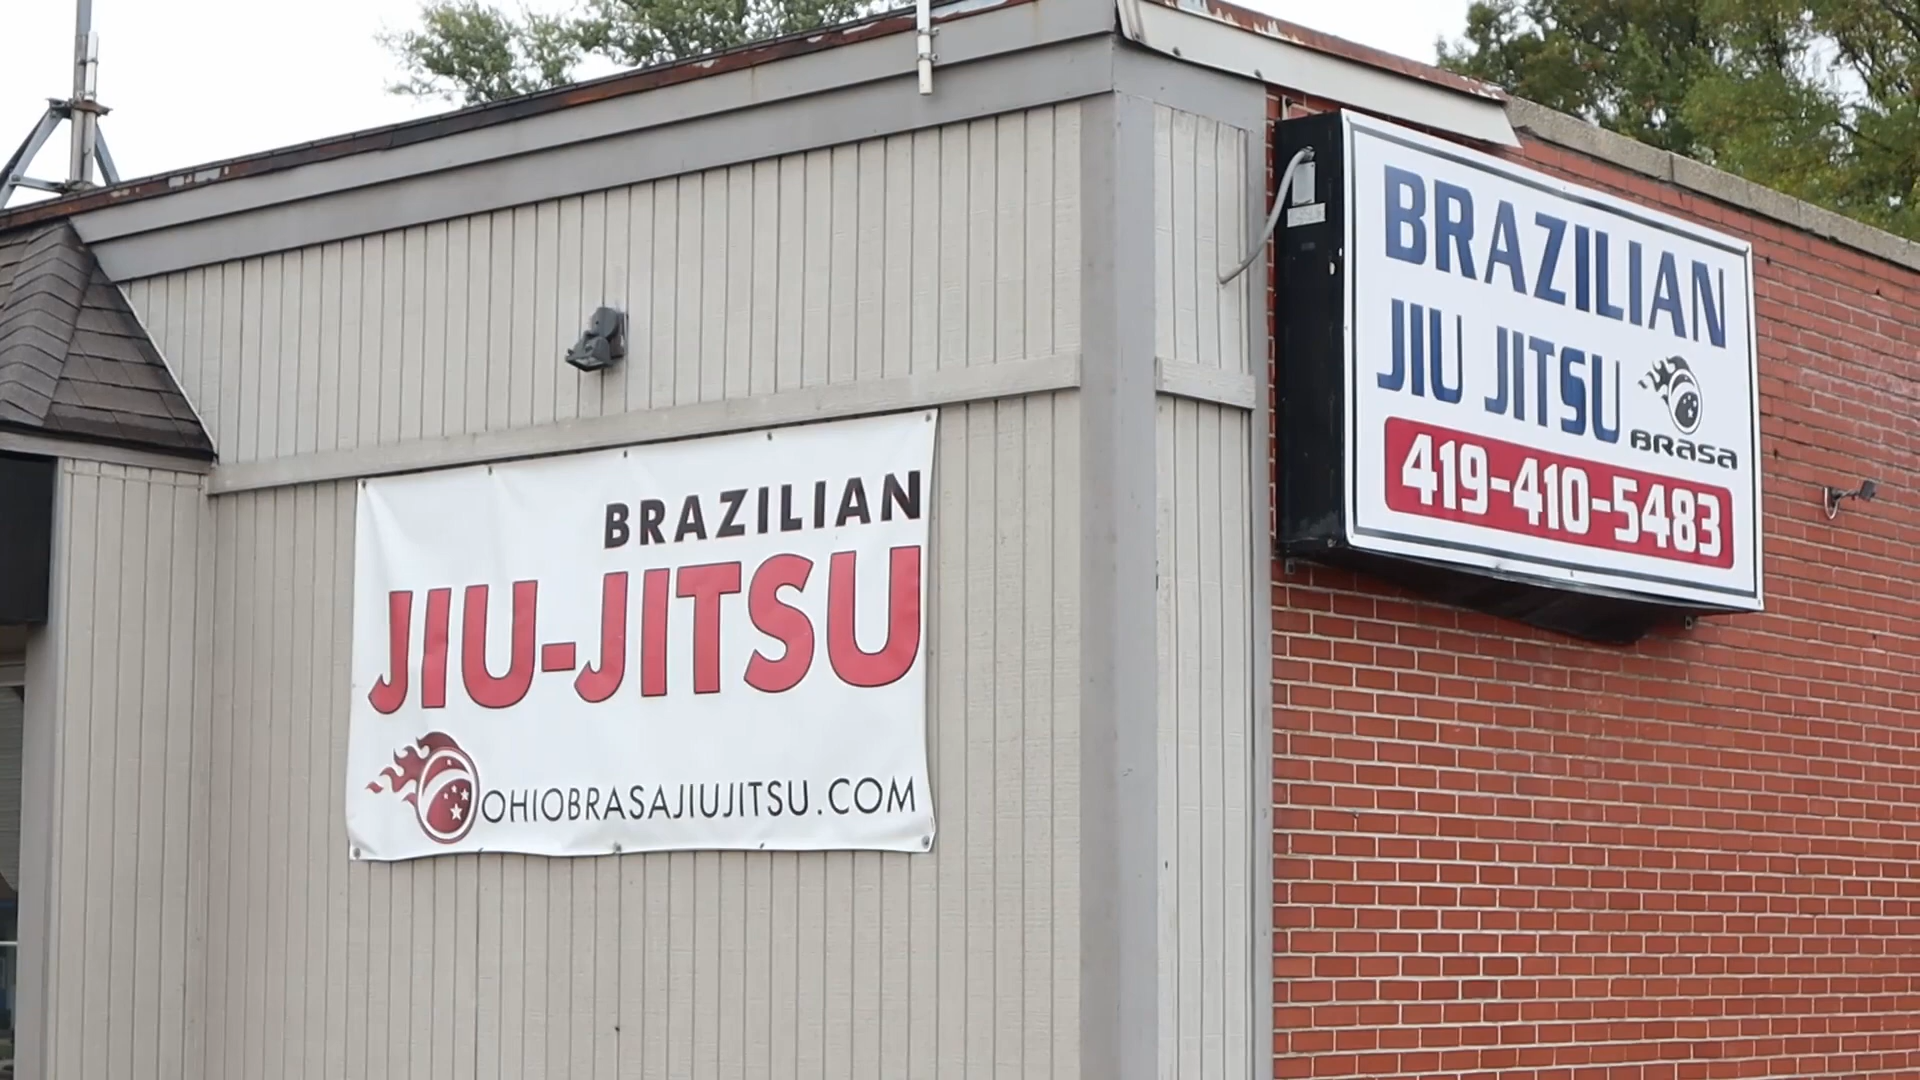 BRAZILIAN
JIU-JITSU
OHIOBRASAJIUJITSU.COM
BRAZILIAN
JIU JITSU
BRASA
419-410-5483